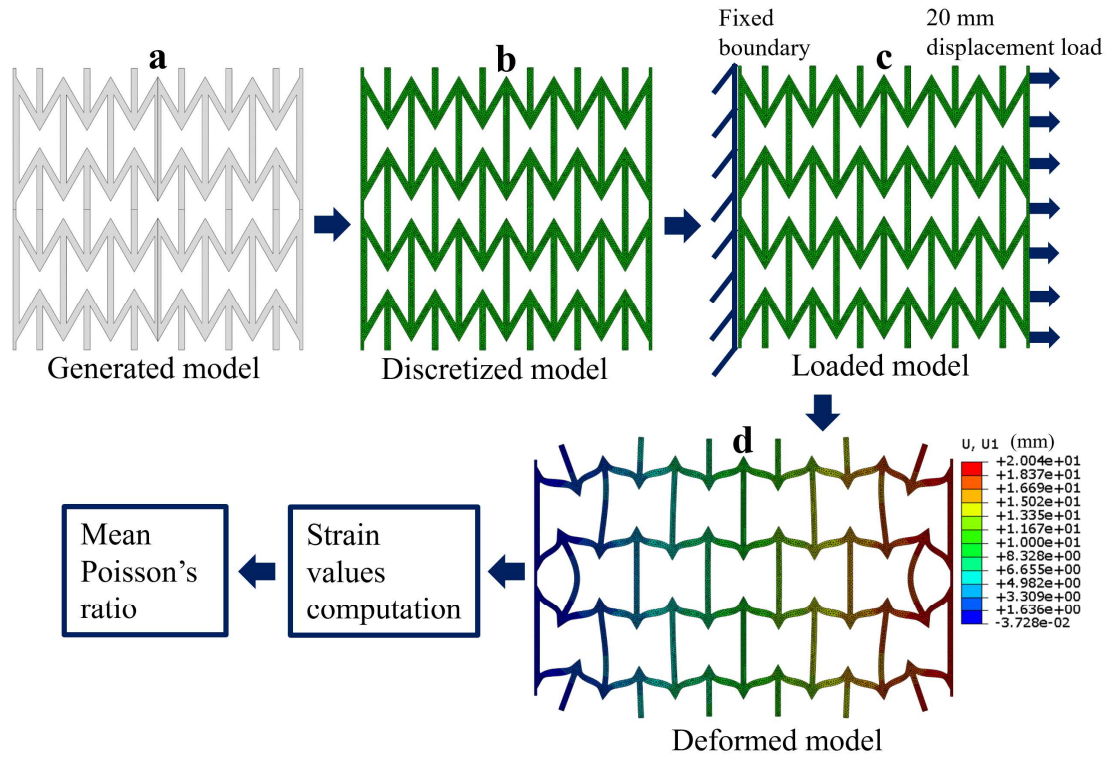 a
b
c
Fixed
boundary
20 mm
displacement load
Generated model
Discretized model
Loaded model
d
U, U1 (mm)
+2.004e+01
+1.837e+01
+1.669e+01
+1.502e+01
+1.335e+01
+1.167e+01
+1.000e+01
+8.328e+00
+6.655e+00
+4.982e+00
+3.309e+00
+1.636e+00
-3.728e-02
Mean
Poisson’s
ratio
Strain
values
computation
Deformed model